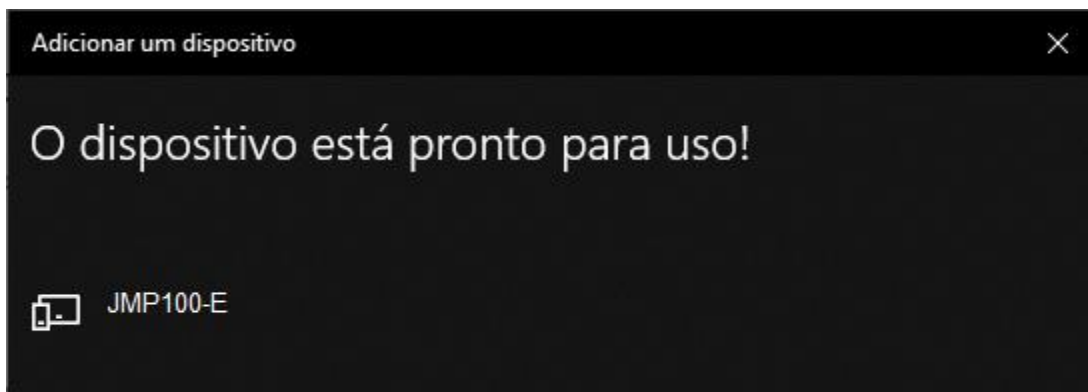 Adicionar um dispositivo
O dispositivo está pronto para uso!
JMP100-E